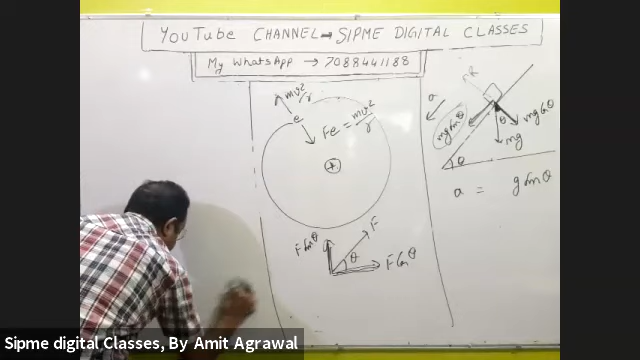 YouTube CHANNEL → SIPME DIGITAL CLASSES
My WhatsApp → 7088441188
mv²/r
e
Fe = mv²/r
+
F sinθ
F
θ
F cosθ
a
mg sinθ
θ
mg cosθ
mg
θ
a = g sinθ
Sipme digital Classes, By Amit Agrawal